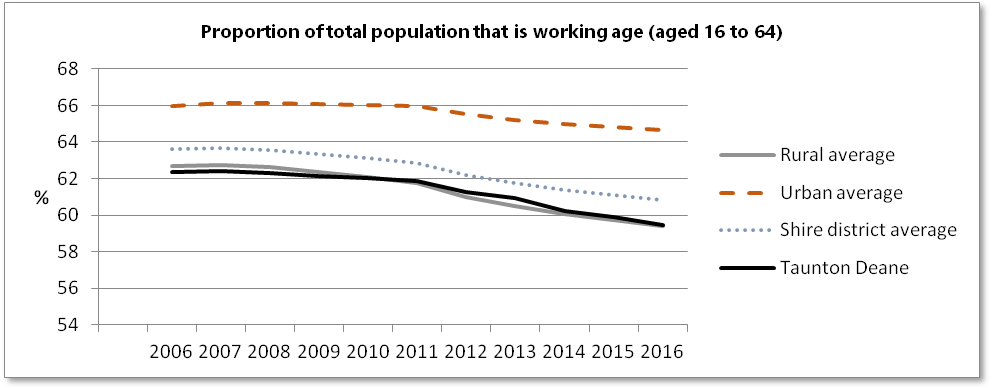 Proportion of total population that is working age (aged 16 to 64)
68
66
64
62
60
58
56
54
%
2006 2007 2008 2009 2010 2011 2012 2013 2014 2015 2016
Rural average
Urban average
Shire district average
Taunton Deane